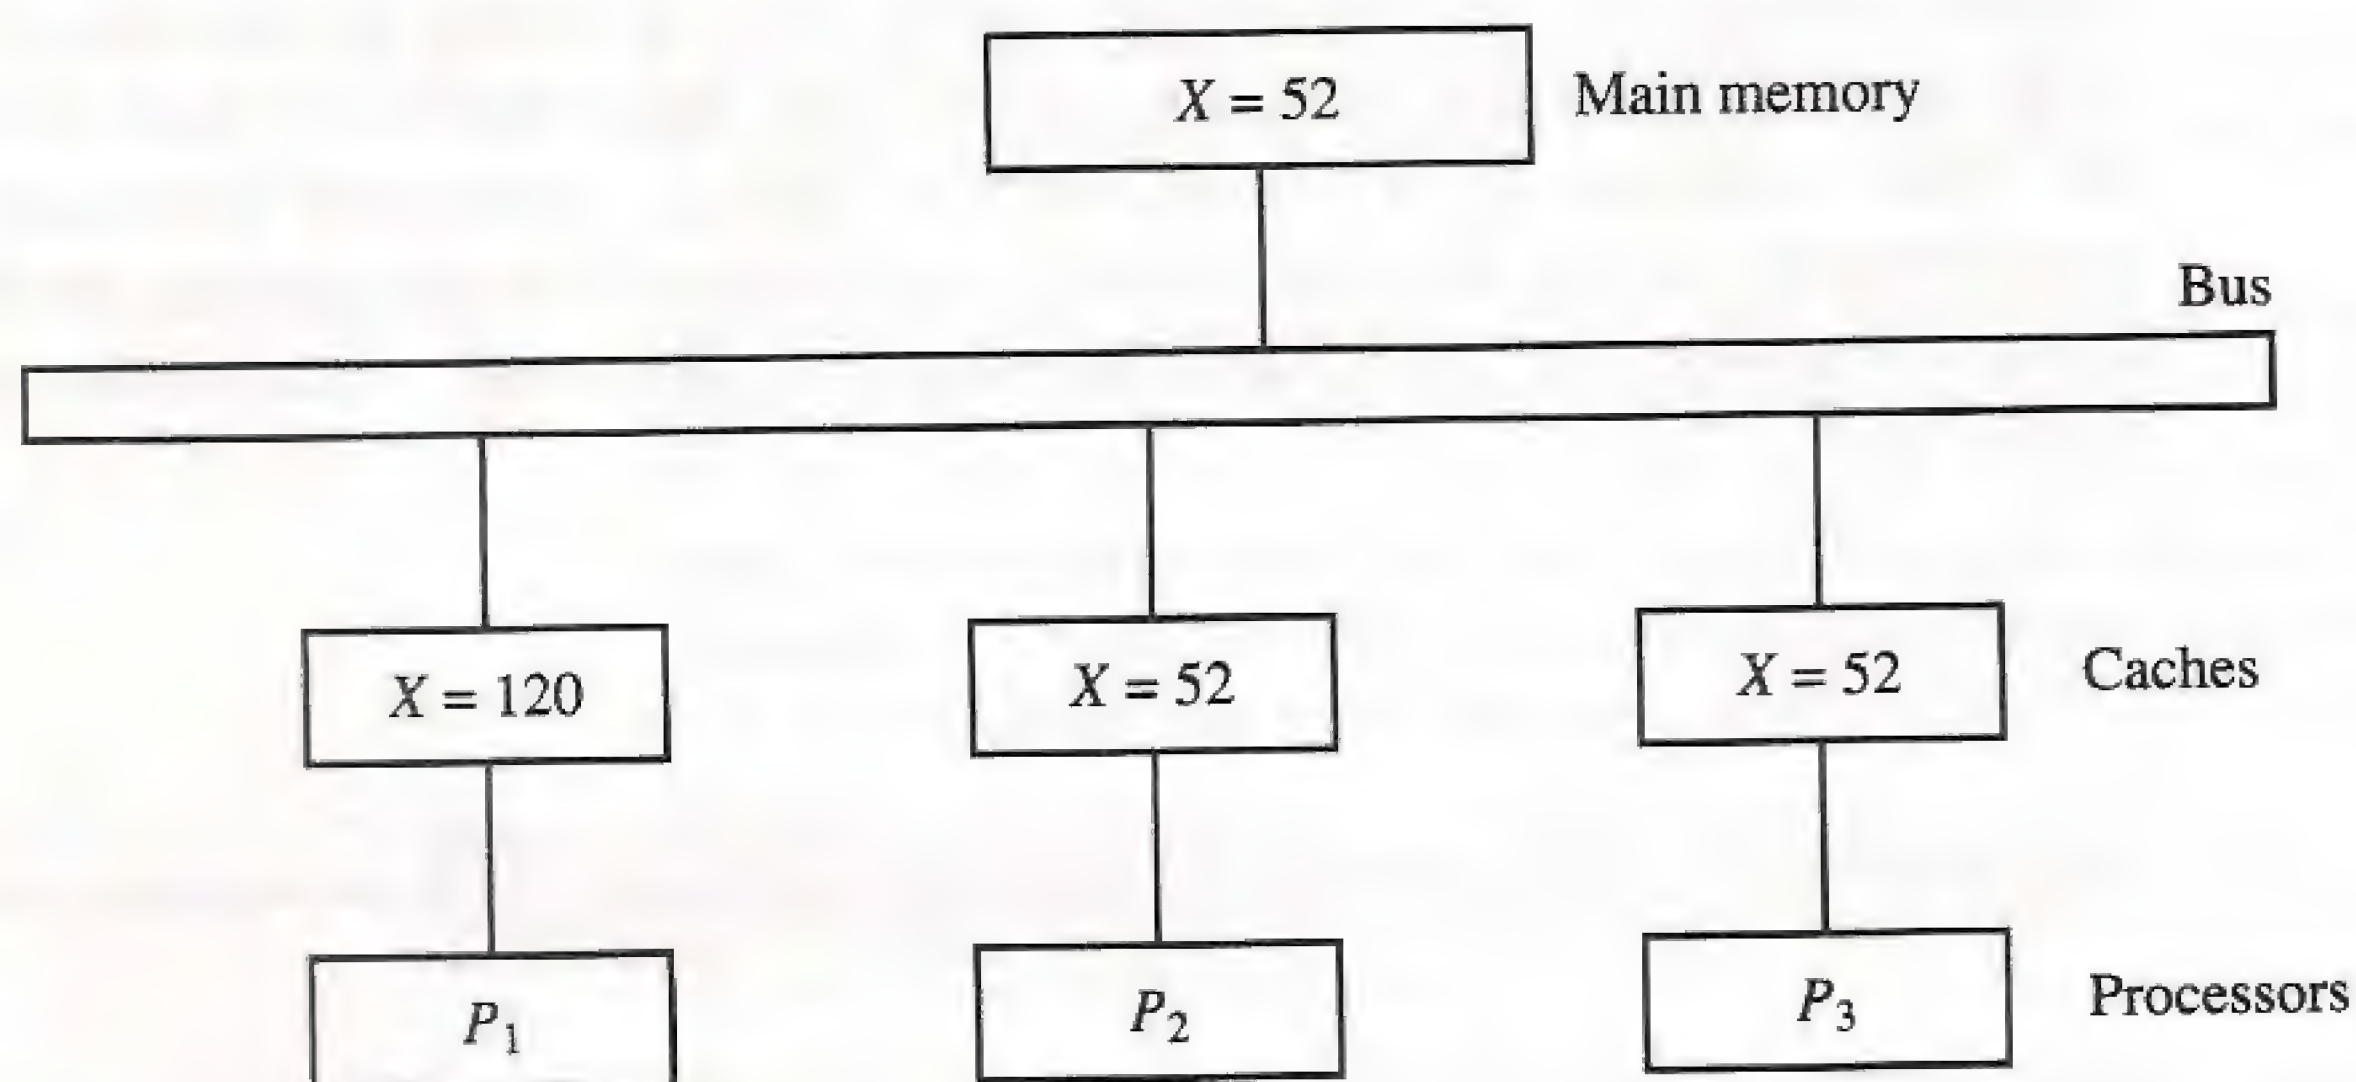 X = 52 Main memory
Bus
X = 120 X = 52 X = 52 Caches
P₁ P₂ P₃ Processors